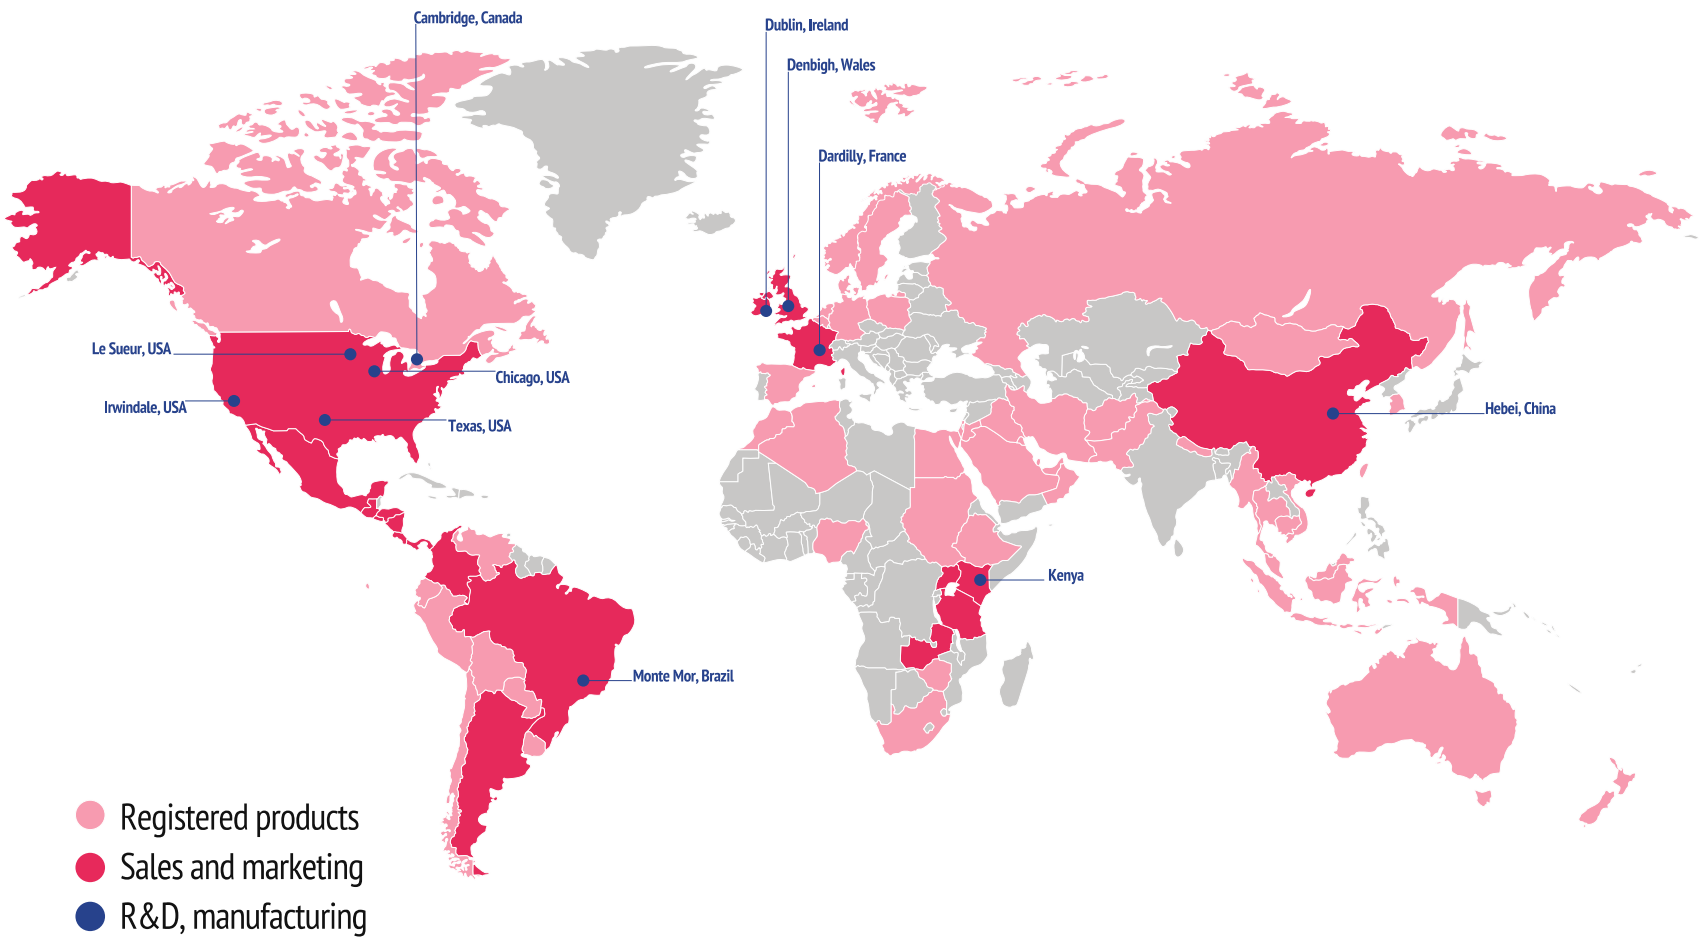 Cambridge, Canada
Dublin, Ireland
Denbigh, Wales
Dardilly, France
Le Sueur, USA
Chicago, USA
Irwindale, USA
Texas, USA
Hebei, China
Kenya
Monte Mor, Brazil
Registered products
Sales and marketing
R&D, manufacturing